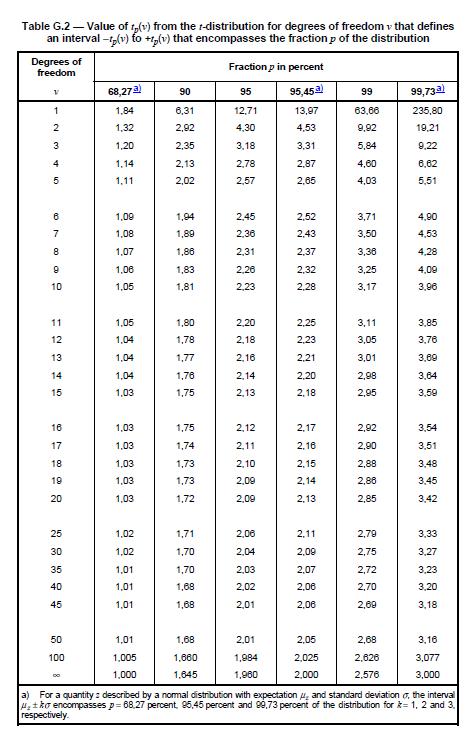 Table G.2 — Value of tp(ν) from the t-distribution for degrees of freedom ν that defines
an interval −tp(ν) to +tp(ν) that encompasses the fraction p of the distribution
Degrees of freedom Fraction p in percent
ν 68,27a) 90 95 95,45a) 99 99,73a)
1 1,84 6,31 12,71 13,97 63,66 235,80
2 1,32 2,92 4,30 4,53 9,92 19,21
3 1,20 2,35 3,18 3,31 5,84 9,22
4 1,14 2,13 2,78 2,87 4,60 6,62
5 1,11 2,02 2,57 2,65 4,03 5,51
6 1,09 1,94 2,45 2,52 3,71 4,90
7 1,08 1,89 2,36 2,43 3,50 4,53
8 1,07 1,86 2,31 2,37 3,36 4,28
9 1,06 1,83 2,26 2,32 3,25 4,09
10 1,05 1,81 2,23 2,28 3,17 3,96
11 1,05 1,80 2,20 2,25 3,11 3,85
12 1,04 1,78 2,18 2,23 3,05 3,76
13 1,04 1,77 2,16 2,21 3,01 3,69
14 1,04 1,76 2,14 2,20 2,98 3,64
15 1,03 1,75 2,13 2,18 2,95 3,59
16 1,03 1,75 2,12 2,17 2,92 3,54
17 1,03 1,74 2,11 2,16 2,90 3,51
18 1,03 1,73 2,10 2,15 2,88 3,48
19 1,03 1,73 2,09 2,14 2,86 3,45
20 1,03 1,72 2,09 2,13 2,85 3,42
25 1,02 1,71 2,06 2,11 2,79 3,33
30 1,02 1,70 2,04 2,09 2,75 3,27
35 1,01 1,70 2,03 2,07 2,72 3,23
40 1,01 1,68 2,02 2,06 2,70 3,20
45 1,01 1,68 2,01 2,06 2,69 3,18
50 1,01 1,68 2,01 2,05 2,68 3,16
100 1,005 1,660 1,984 2,025 2,626 3,077
∞ 1,000 1,645 1,960 2,000 2,576 3,000
a) For a quantity z described by a normal distribution with expectation μz and standard deviation σ, the interval
μz ± kσ encompasses p = 68,27 percent, 95,45 percent and 99,73 percent of the distribution for k = 1, 2 and 3,
respectively.